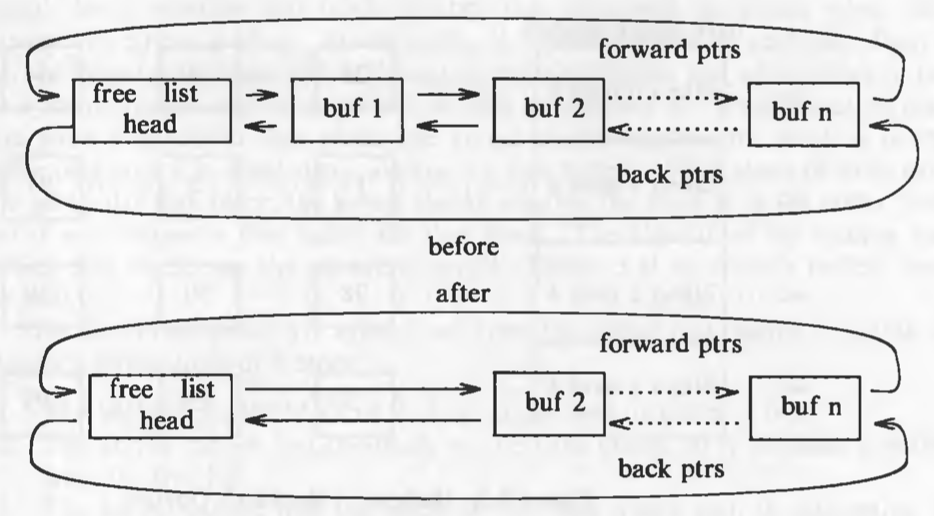 forward ptrs
free list
head
buf 1
buf 2
buf n
back ptrs
before
after
forward ptrs
free list
head
buf 2
buf n
back ptrs